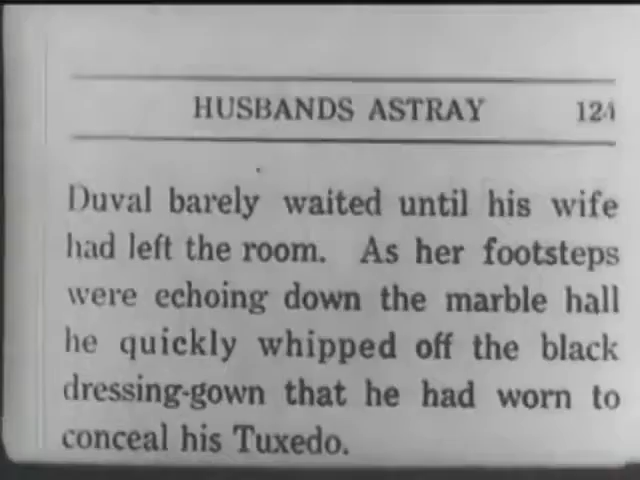 HUSBANDS ASTRAY 124
Duval barely waited until his wife
had left the room. As her footsteps
were echoing down the marble hall
he quickly whipped off the black
dressing-gown that he had worn to
conceal his Tuxedo.